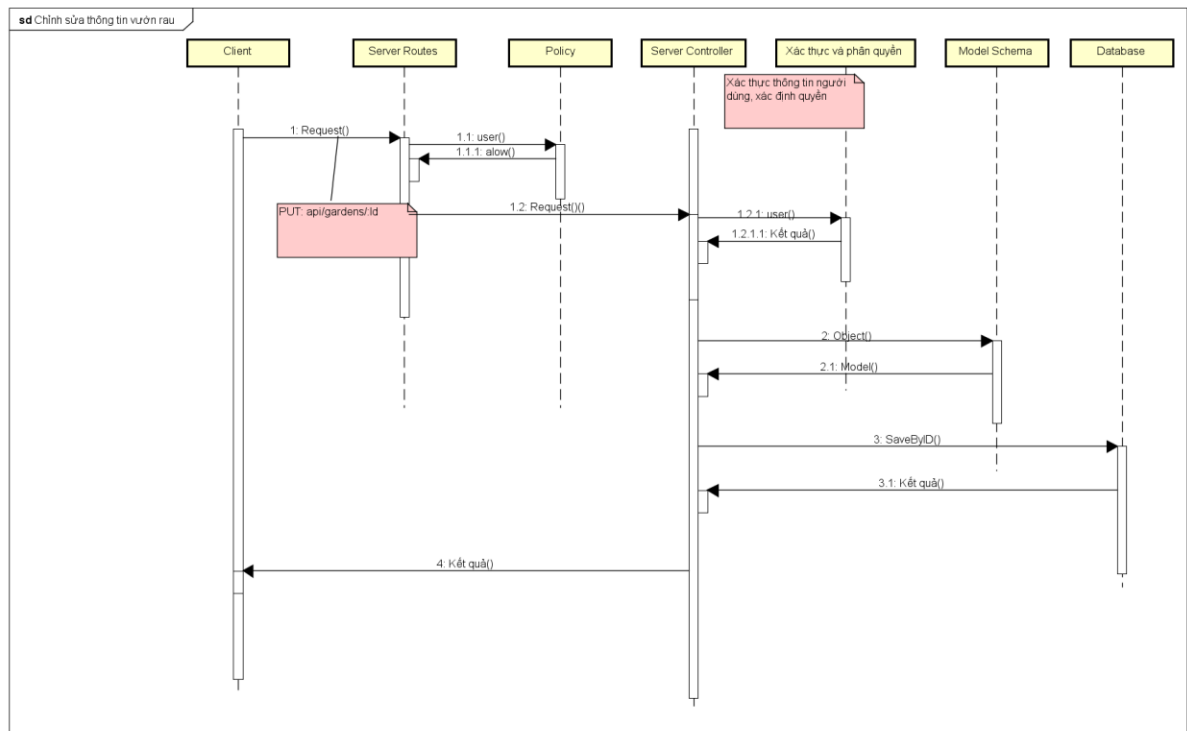 sd Chỉnh sửa thông tin vườn rau
Client
Server Routes
Policy
Server Controller
Xác thực và phân quyền
Model Schema
Database
Xác thực thông tin người
dùng, xác định quyền
1: Request()
1.1: user()
1.1.1: alow()
PUT: api/gardens/:Id
1.2: Request()()
1.2.1: user()
1.2.1.1: Kết quả()
2: Object()
2.1: Model()
3: SaveByID()
3.1: Kết quả()
4: Kết quả()